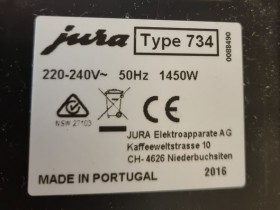 jura Type 734
0088490
220-240V~ 50Hz 1450W
NSW 27103
JURA Elektroapparate AG
Kaffeeweltstrasse 10
CH- 4626 Niederbuchsiten
MADE IN PORTUGAL 2016